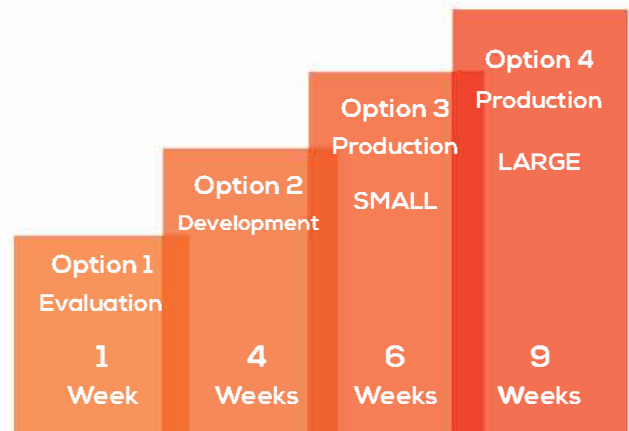 Option 1
Evaluation
1
Week
Option 2
Development
4
Weeks
Option 3
Production
SMALL
6
Weeks
Option 4
Production
LARGE
9
Weeks